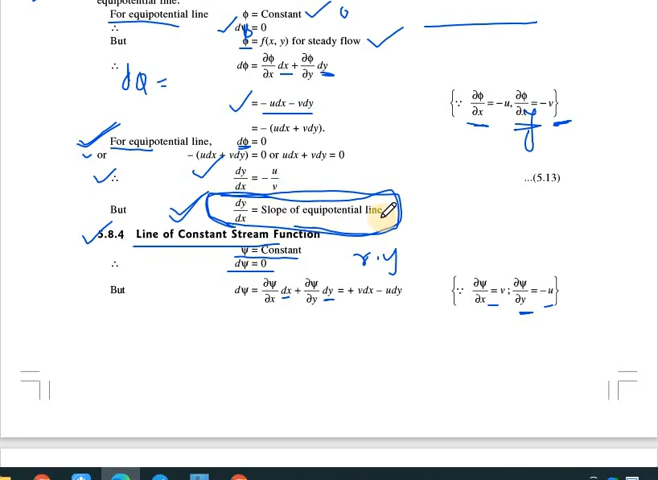 equipotential line.
For equipotential line ϕ = Constant
∴ dψ = 0
But ϕ = f(x, y) for steady flow
∴ dϕ = ∂ϕ/∂x dx + ∂ϕ/∂y dy
dϕ =
= – udx – vdy {∵ ∂ϕ/∂x = –u, ∂ϕ/∂x = –v}
y
= – (udx + vdy).
For equipotential line, dϕ = 0
or – (udx + vdy) = 0 or udx + vdy = 0
∴ dy/dx = – u/v ...(5.13)
But dy/dx = Slope of equipotential line
5.8.4 Line of Constant Stream Function
ψ = Constant
x. y
∴ dψ = 0
But dψ = ∂ψ/∂x dx + ∂ψ/∂y dy = + vdx – udy {∵ ∂ψ/∂x = v; ∂ψ/∂y = –u}